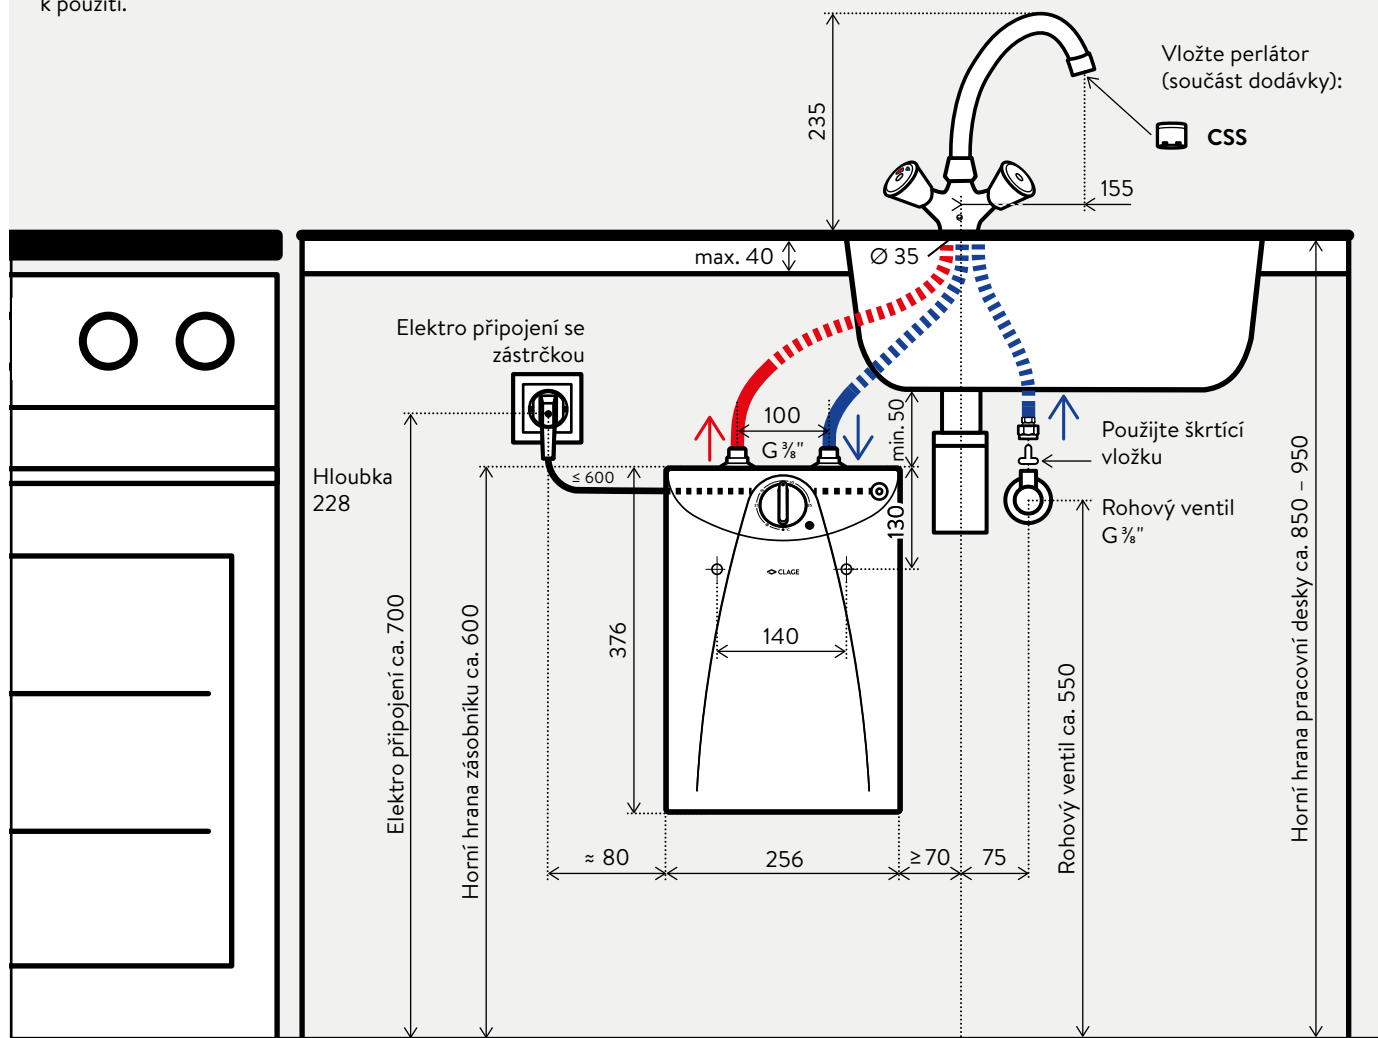 k použití.
Vložte perlátor
(součást dodávky):
CSS
235
155
max. 40
Ø 35
Elektro připojení se
zástrčkou
100
G ⅜"
min. 50
Použijte škrtící
vložku
Hloubka
228
≤ 600
130
Rohový ventil
G ⅜"
CLAGE
376
140
Elektro připojení ca. 700
Horní hrana zásobníku ca. 600
Rohový ventil ca. 550
Horní hrana pracovní desky ca. 850 – 950
≈ 80
256
≥ 70
75